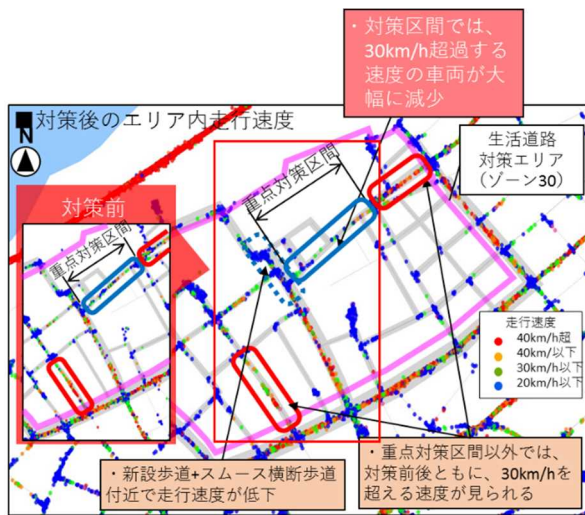 ・対策区間では、
30km/h超過する
速度の車両が大
幅に減少
■対策後のエリア内走行速度
N
生活道路
対策エリア
（ゾーン30）
重点対策区間
対策前
重点対策区間
走行速度
40km/h超
40km/以下
30km/h以下
20km/h以下
・新設歩道+スムース横断歩道
付近で走行速度が低下
・重点対策区間以外では、
対策前後ともに、30km/hを
超える速度が見られる